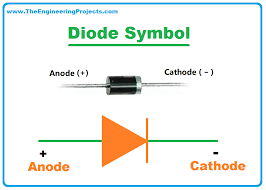 www.TheEngineeringProjects.com
Diode Symbol
Anode (+) Cathode ( - )
+ -
Anode Cathode